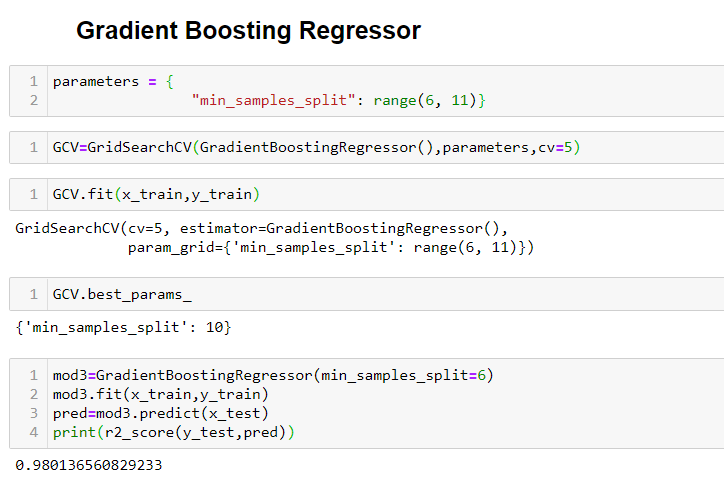 Gradient Boosting Regressor
1 parameters = {
2 "min_samples_split": range(6, 11)}
1 GCV=GridSearchCV(GradientBoostingRegressor(),parameters,cv=5)
1 GCV.fit(x_train,y_train)
GridSearchCV(cv=5, estimator=GradientBoostingRegressor(),
param_grid={'min_samples_split': range(6, 11)})
1 GCV.best_params_
{'min_samples_split': 10}
1 mod3=GradientBoostingRegressor(min_samples_split=6)
2 mod3.fit(x_train,y_train)
3 pred=mod3.predict(x_test)
4 print(r2_score(y_test,pred))
0.980136560829233